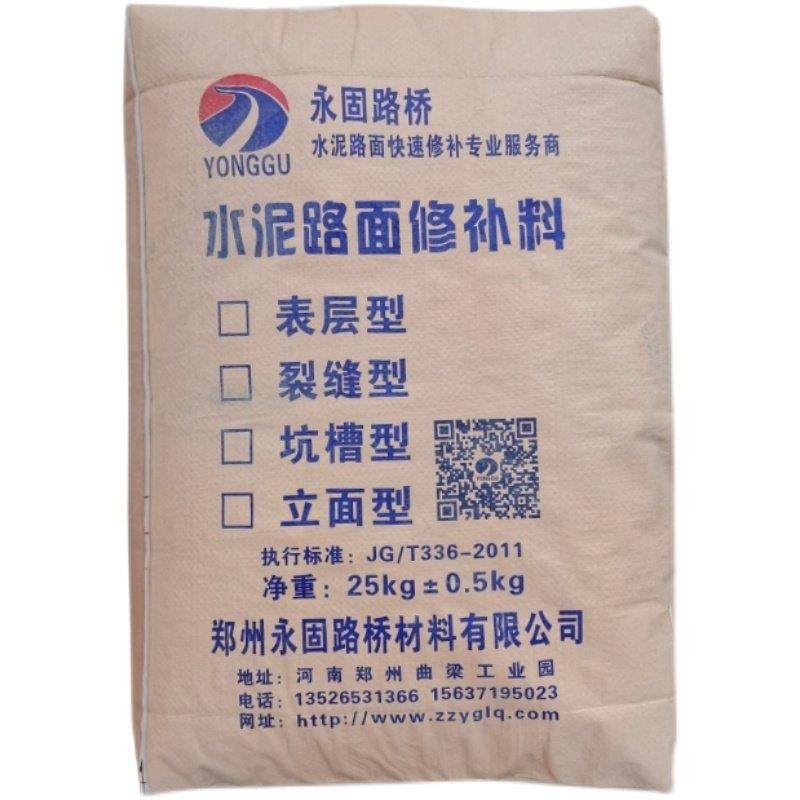 永固路桥
水泥路面快速修补专业服务商
YONGGU
水泥路面修补料
□ 表层型
□ 裂缝型
□ 坑槽型
□ 立面型
YONGGU
执行标准：JG/T336-2011
净重：25kg±0.5kg
郑州永固路桥材料有限公司
地址：河南郑州曲梁工业园
电话：13526531366 15637195023
网址：http://www.zzyglq.com